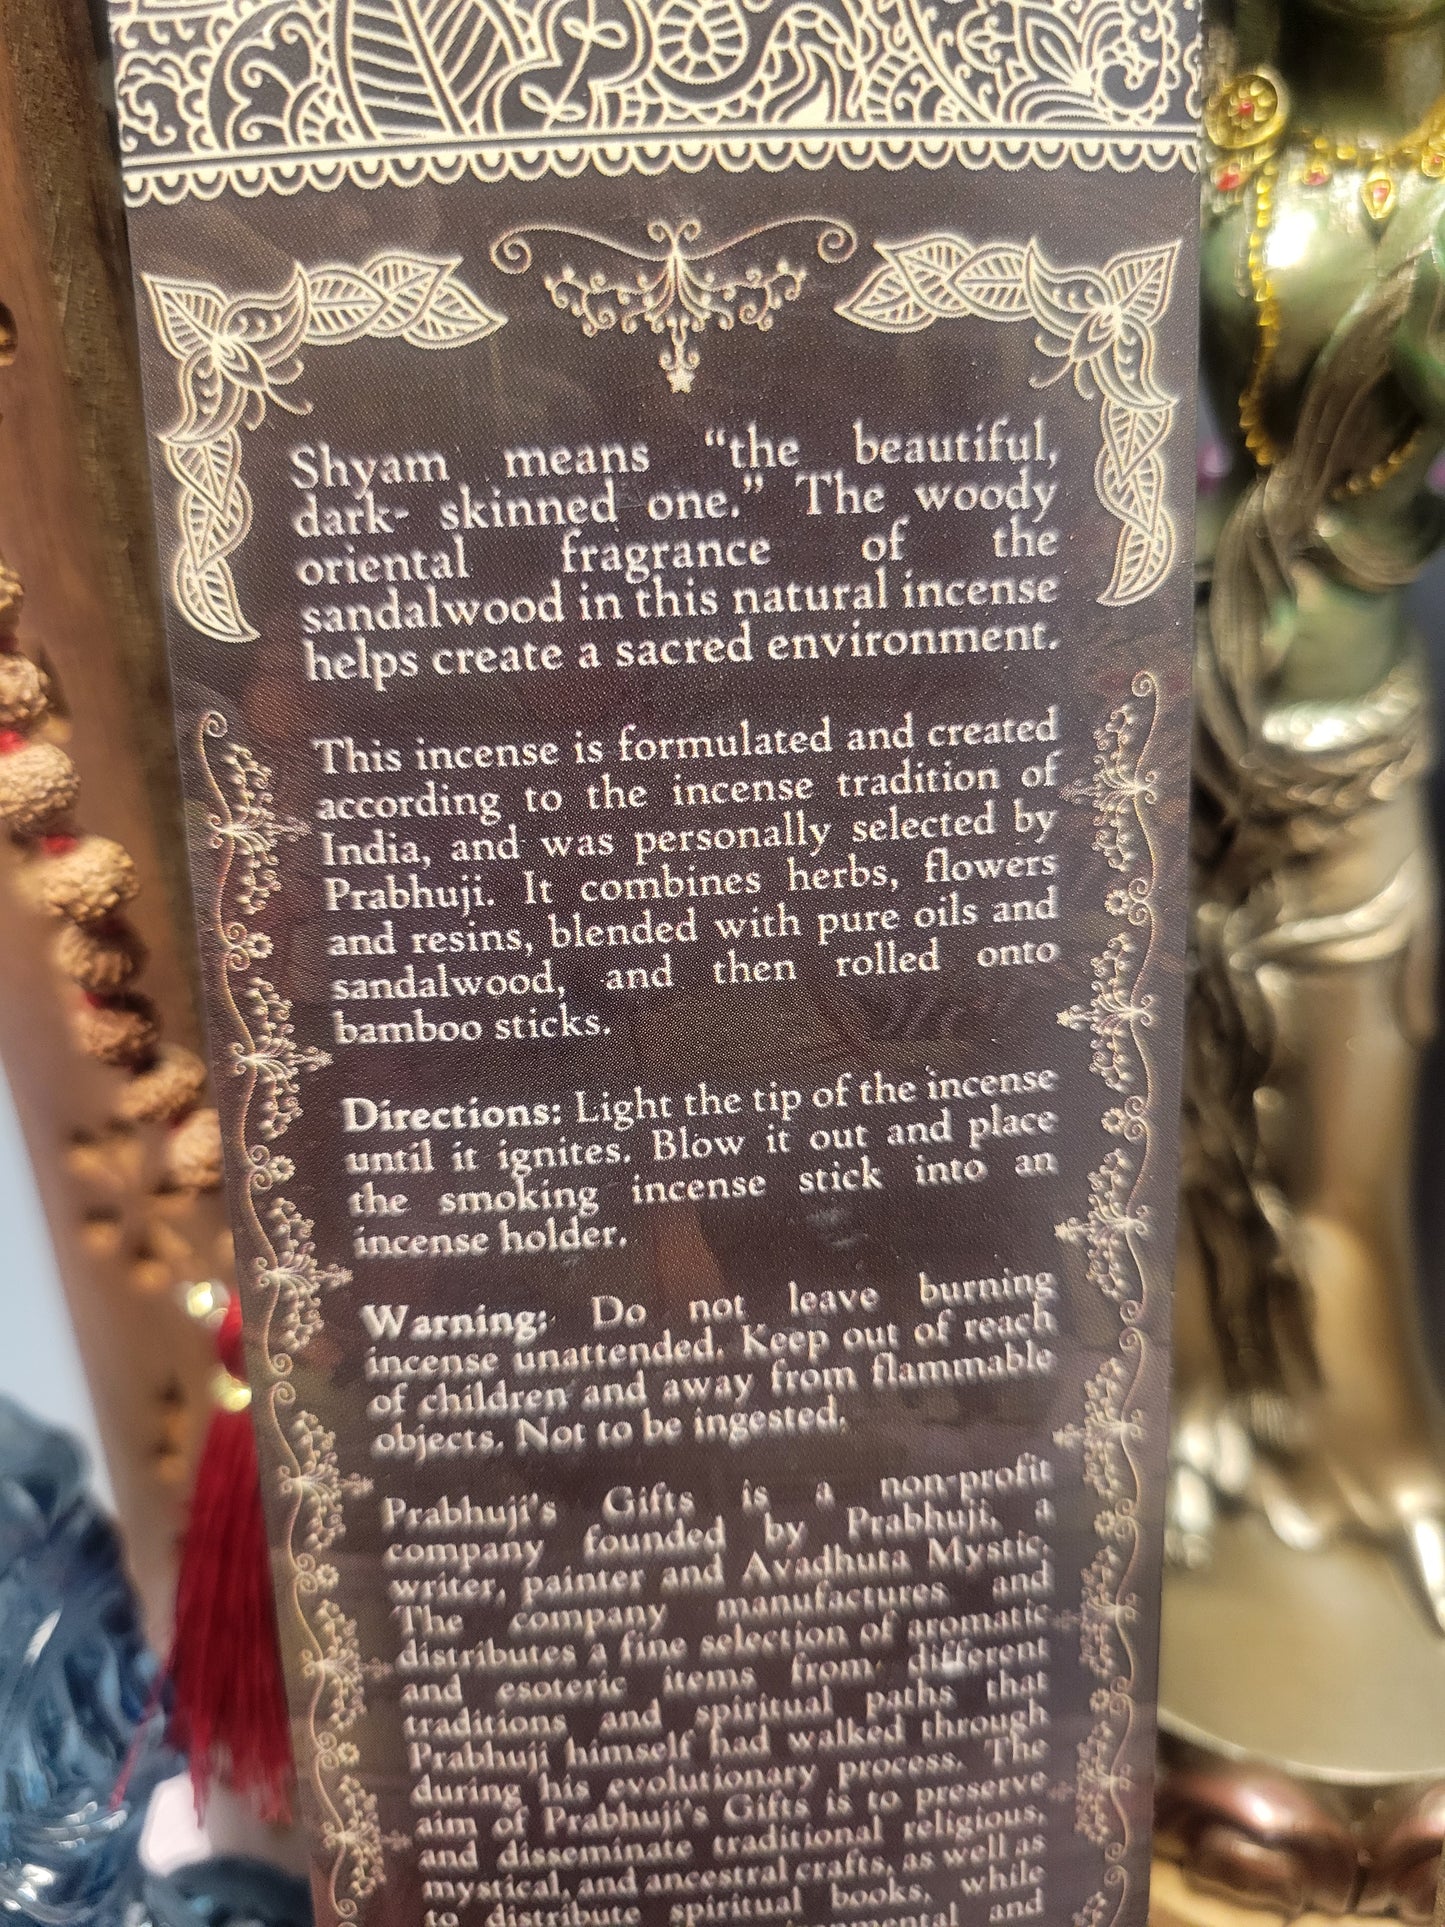 Shyam means “the beautiful,
dark- skinned one.” The woody
oriental fragrance of the
sandalwood in this natural incense
helps create a sacred environment.
This incense is formulated and created
according to the incense tradition of
India, and was personally selected by
Prabhuji. It combines herbs, flowers
and resins, blended with pure oils and
sandalwood, and then rolled onto
bamboo sticks.
Directions: Light the tip of the incense
until it ignites. Blow it out and place
the smoking incense stick into an
incense holder.
Warning: Do not leave burning
incense unattended. Keep out of reach
of children and away from flammable
objects. Not to be ingested.
Prabhuji’s Gifts is a non-profit
company founded by Prabhuji, a
writer, painter and Avadhuta Mystic.
The company manufactures and
distributes a fine selection of aromatic
and esoteric items from different
traditions and spiritual paths that
Prabhuji himself had walked through
during his evolutionary process. The
aim of Prabhuji’s Gifts is to preserve
and disseminate traditional religious,
mystical, and ancestral crafts, as well as
to distribute spiritual books, while
and